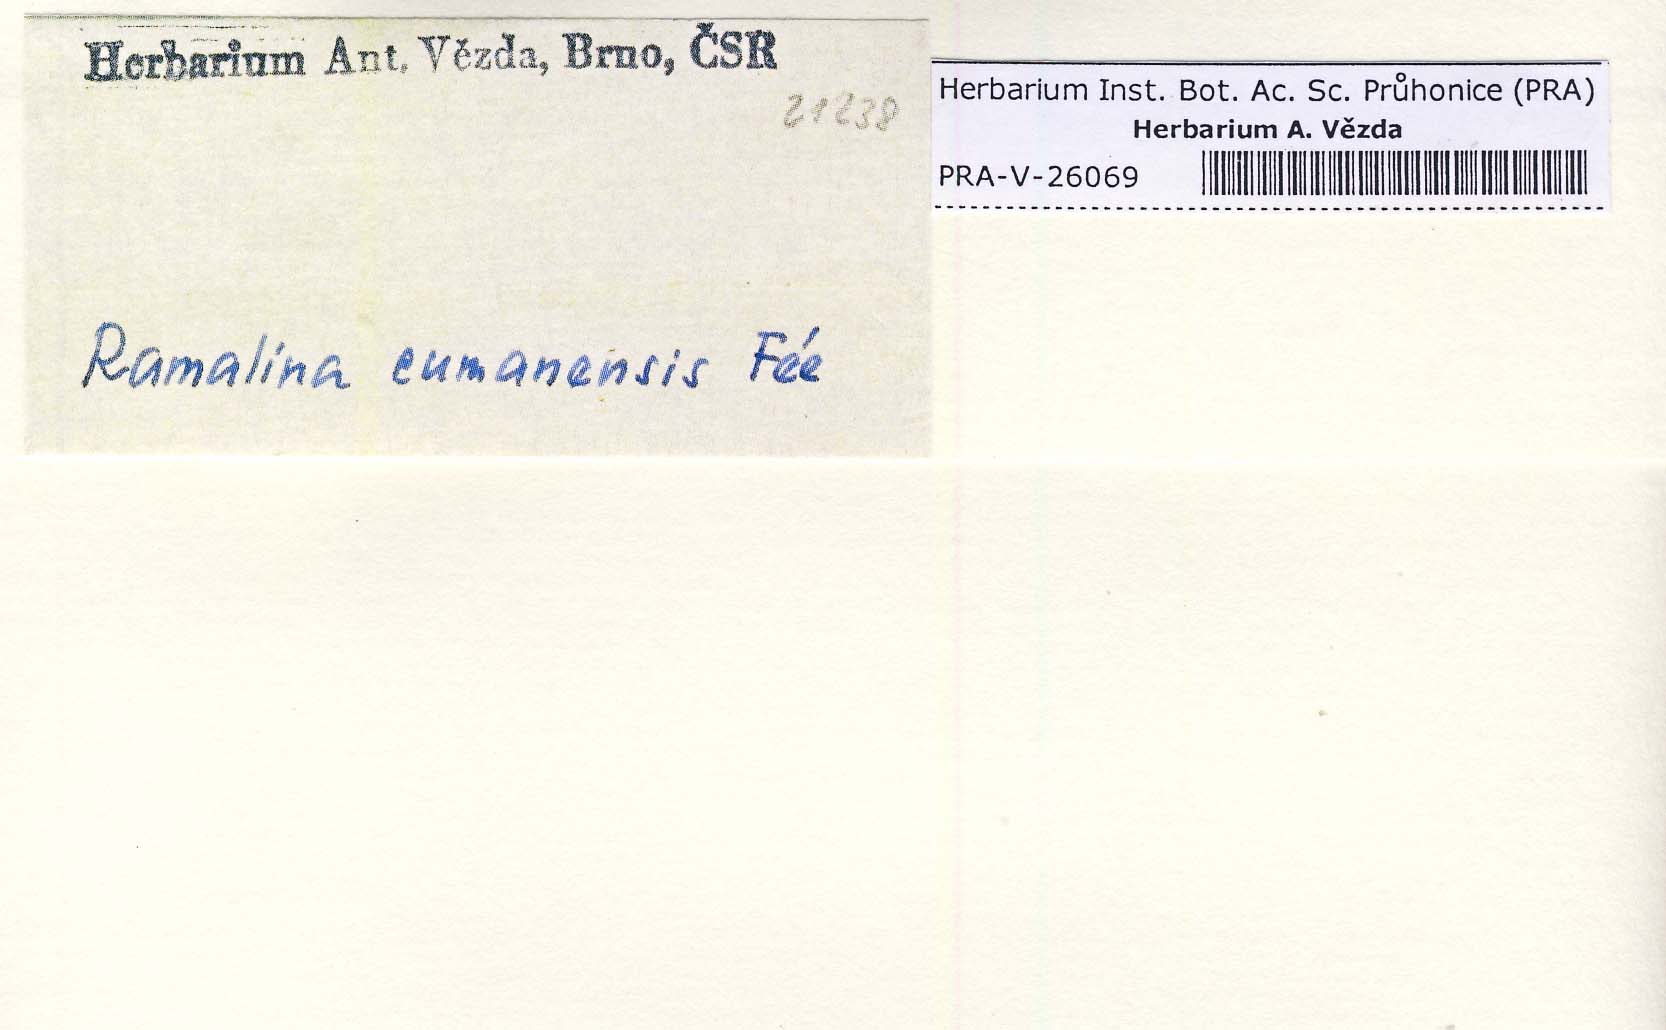 Herbarium Ant. Vězda, Brno, ČSR
21238
Ramalina cumanensis Fée
Herbarium Inst. Bot. Ac. Sc. Průhonice (PRA)
Herbarium A. Vězda
PRA-V-26069